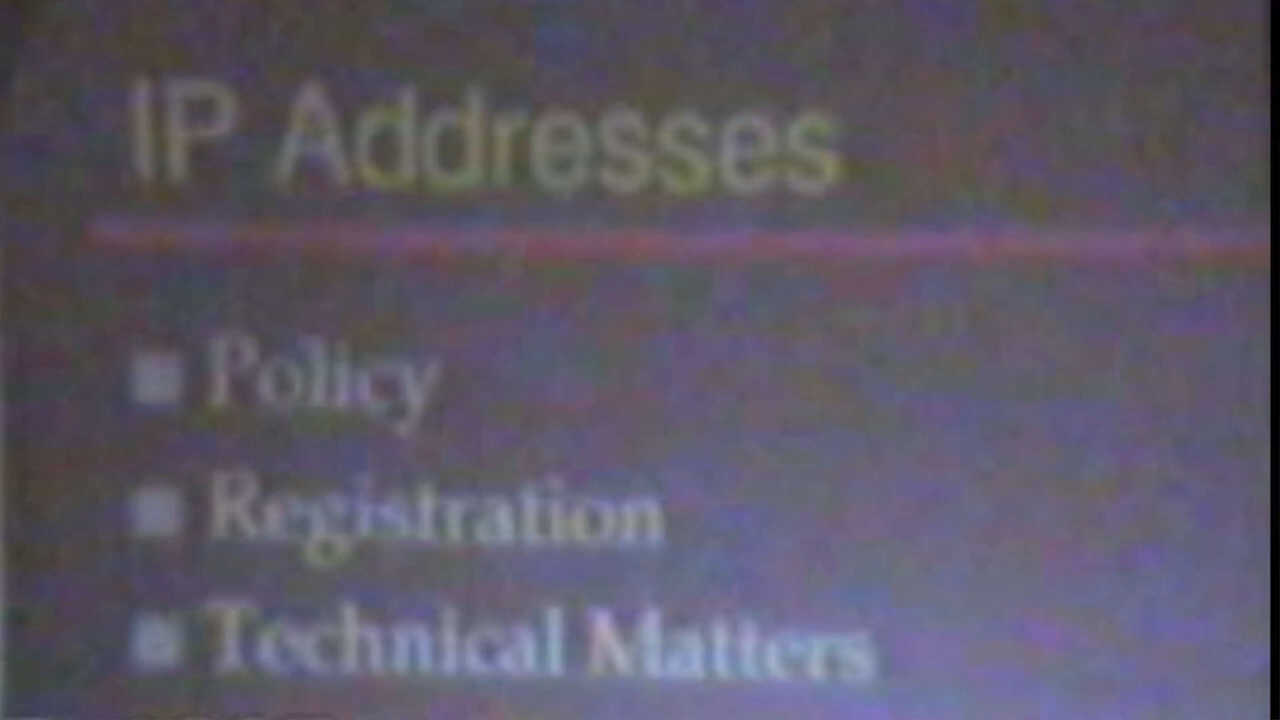 IP Addresses
Policy
Registration
Technical Matters